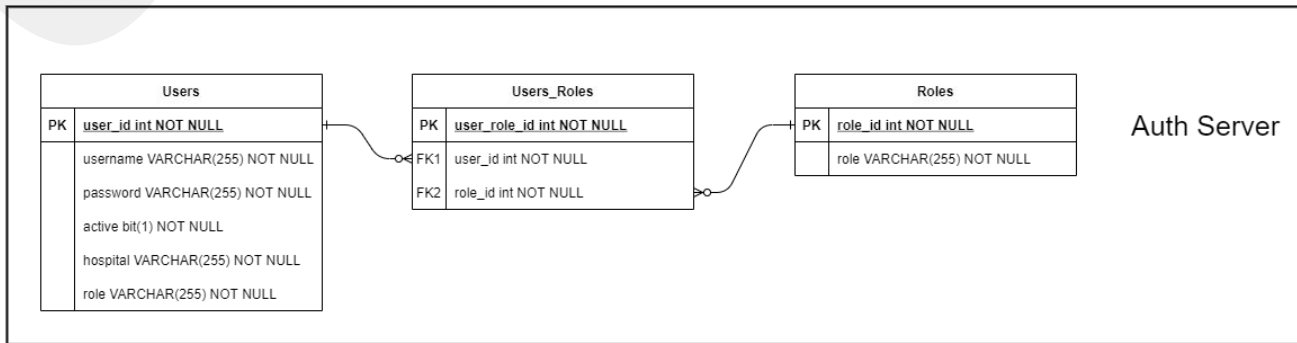 Users
PK user_id int NOT NULL
username VARCHAR(255) NOT NULL
password VARCHAR(255) NOT NULL
active bit(1) NOT NULL
hospital VARCHAR(255) NOT NULL
role VARCHAR(255) NOT NULL
Users_Roles
PK user_role_id int NOT NULL
FK1 user_id int NOT NULL
FK2 role_id int NOT NULL
Roles
PK role_id int NOT NULL
role VARCHAR(255) NOT NULL
Auth Server